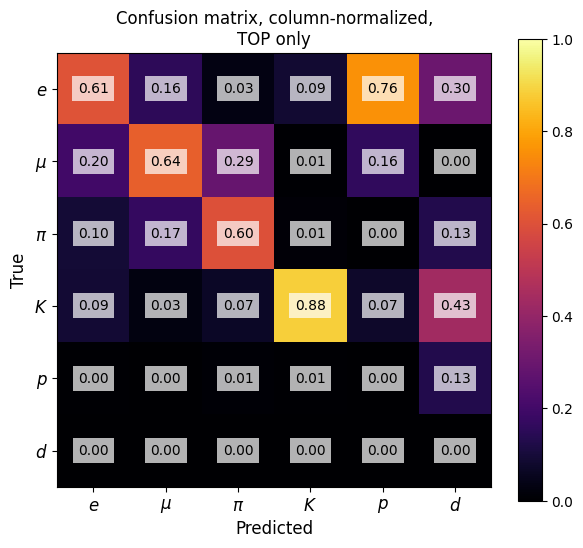 Confusion matrix, column-normalized,
TOP only
True
e 0.61 0.16 0.03 0.09 0.76 0.30
μ 0.20 0.64 0.29 0.01 0.16 0.00
π 0.10 0.17 0.60 0.01 0.00 0.13
K 0.09 0.03 0.07 0.88 0.07 0.43
p 0.00 0.00 0.01 0.01 0.00 0.13
d 0.00 0.00 0.00 0.00 0.00 0.00
e μ π K p d
Predicted
1.0
0.8
0.6
0.4
0.2
0.0